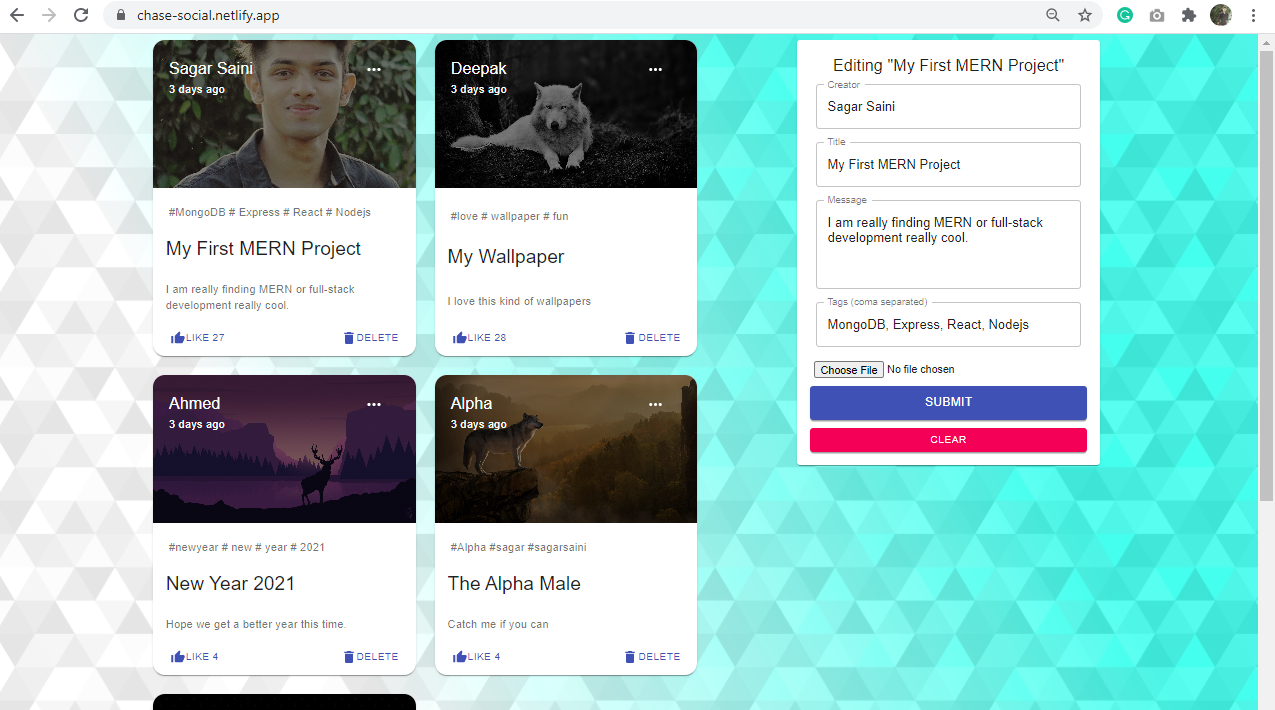 chase-social.netlify.app
Sagar Saini
3 days ago
#MongoDB # Express # React # Nodejs
My First MERN Project
I am really finding MERN or full-stack
development really cool.
LIKE 27 DELETE
Deepak
3 days ago
#love # wallpaper # fun
My Wallpaper
I love this kind of wallpapers
LIKE 28 DELETE
Ahmed
3 days ago
#newyear # new # year # 2021
New Year 2021
Hope we get a better year this time.
LIKE 4 DELETE
Alpha
3 days ago
#Alpha #sagar #sagarsaini
The Alpha Male
Catch me if you can
LIKE 4 DELETE
Editing "My First MERN Project"
Creator
Sagar Saini
Title
My First MERN Project
Message
I am really finding MERN or full-stack
development really cool.
Tags (coma separated)
MongoDB, Express, React, Nodejs
Choose File No file chosen
SUBMIT
CLEAR